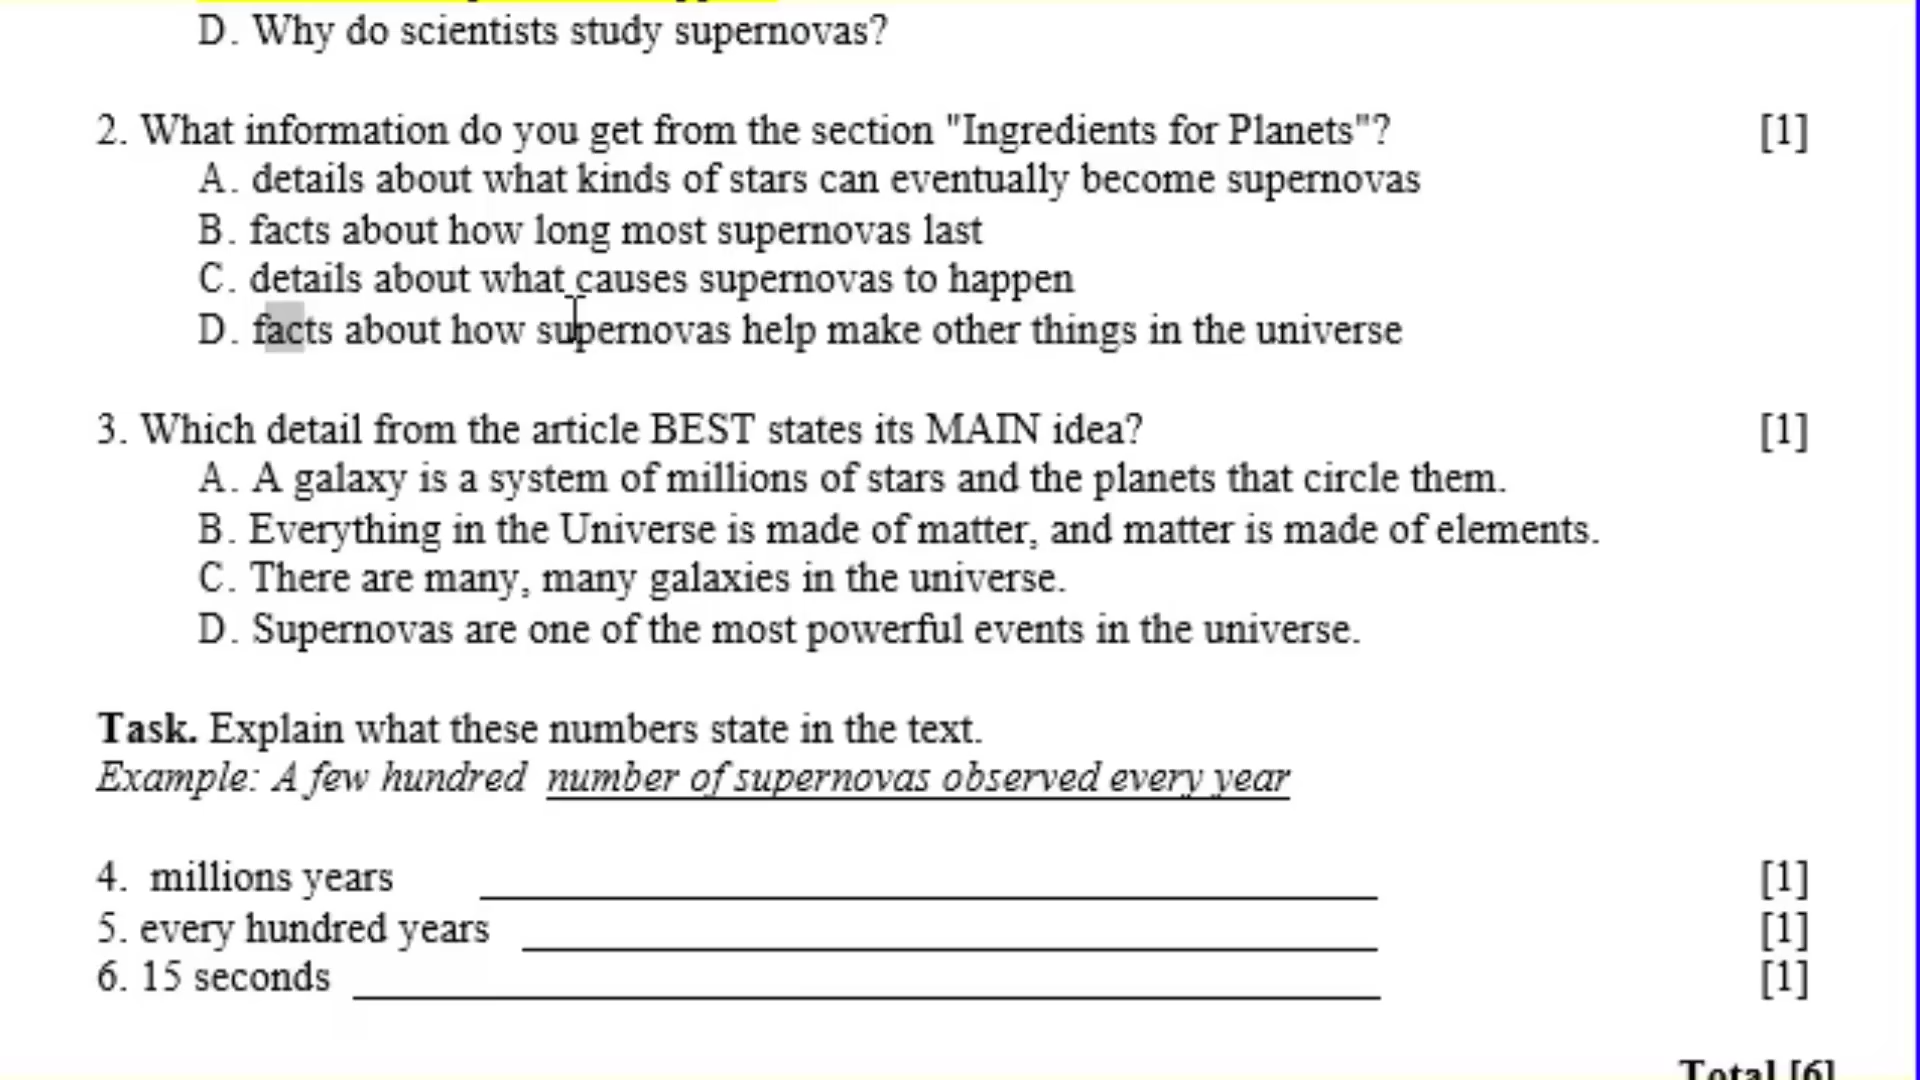 D. Why do scientists study supernovas?
2. What information do you get from the section "Ingredients for Planets"? [1]
A. details about what kinds of stars can eventually become supernovas
B. facts about how long most supernovas last
C. details about what causes supernovas to happen
D. facts about how supernovas help make other things in the universe
3. Which detail from the article BEST states its MAIN idea? [1]
A. A galaxy is a system of millions of stars and the planets that circle them.
B. Everything in the Universe is made of matter, and matter is made of elements.
C. There are many, many galaxies in the universe.
D. Supernovas are one of the most powerful events in the universe.
Task. Explain what these numbers state in the text.
Example: A few hundred number of supernovas observed every year
4. millions years [1]
5. every hundred years [1]
6. 15 seconds [1]
Total [6]